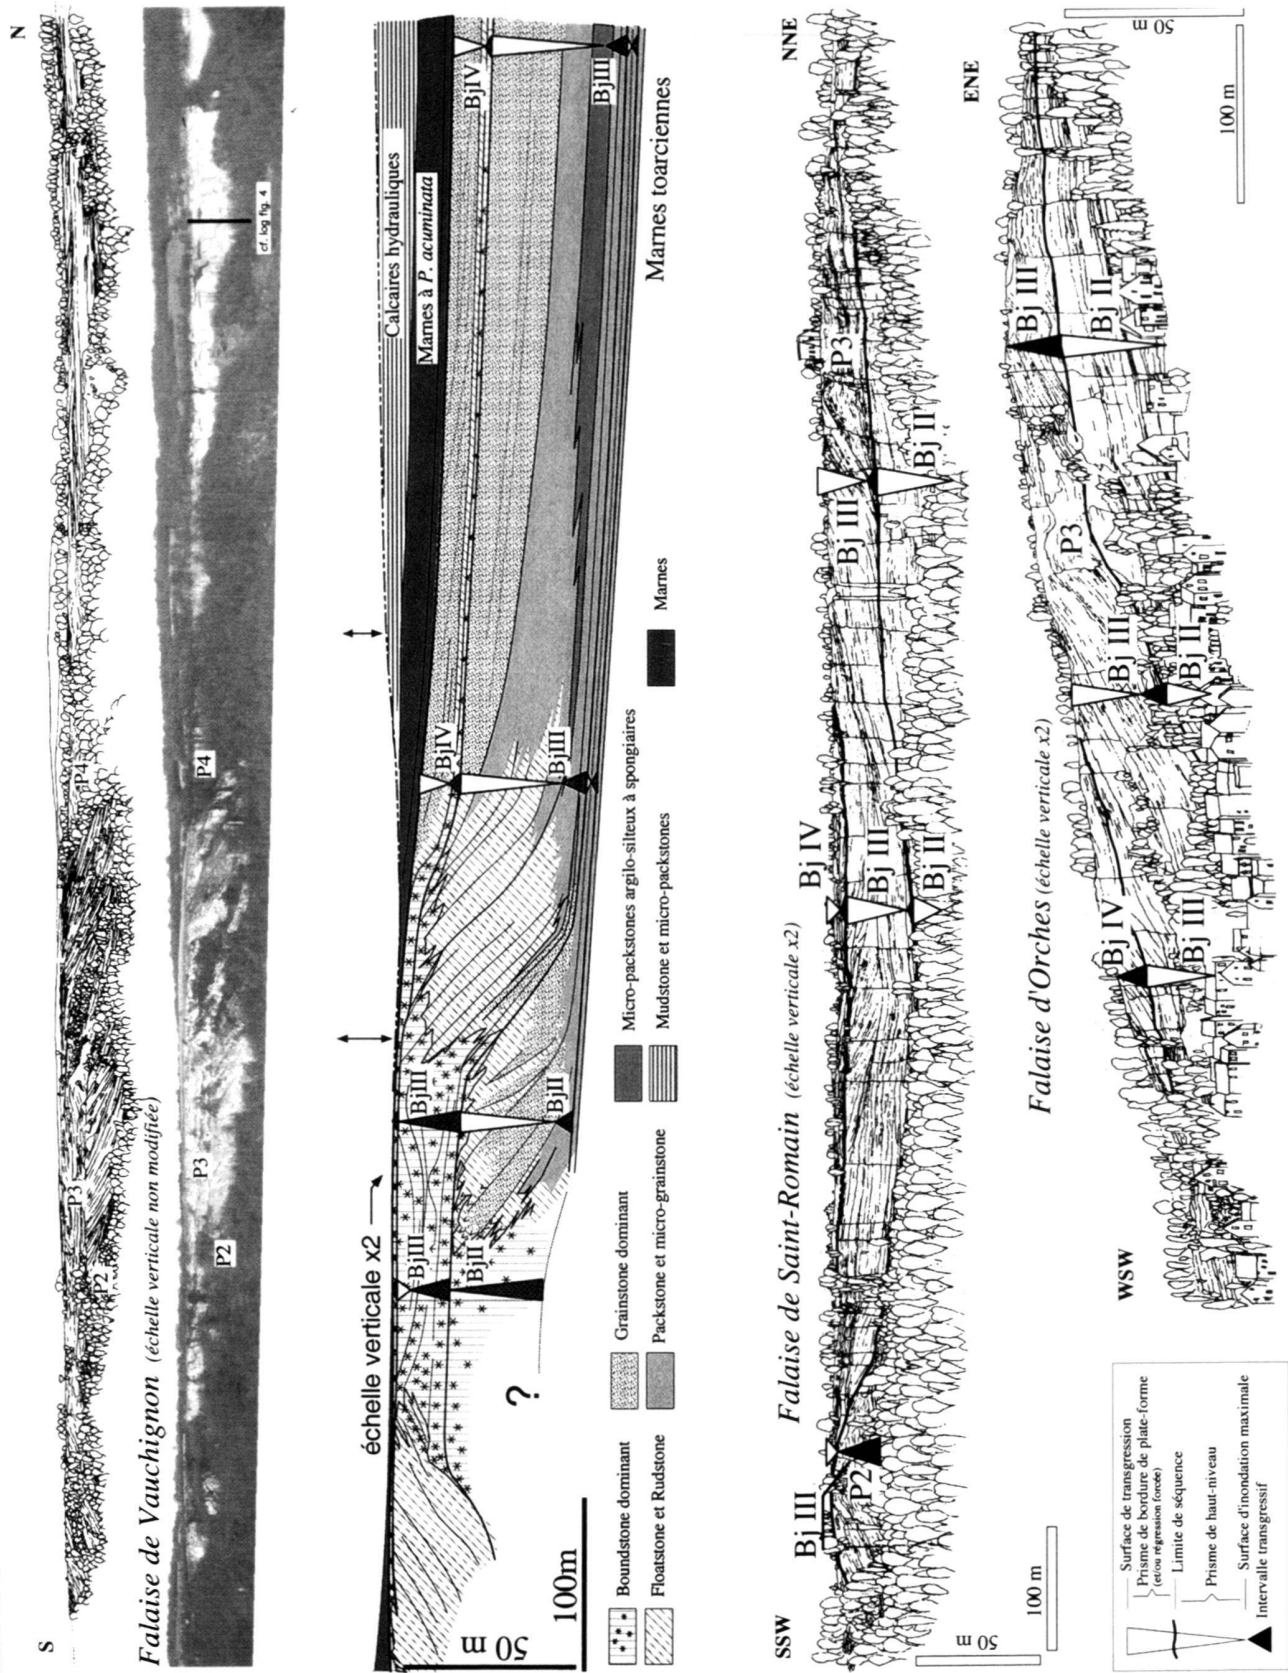 S
N
P3
P2
P4
Falaise de Vauchignon (échelle verticale non modifiée)
P2
P3
P4
cf. log fig. 4
échelle verticale x2
Calcaires hydrauliques
Marnes à P. acuminata
BjIII
BjII
BjIII
BjII
BjIV
BjIII
BjIV
BjIII
?
Marnes toarciennes
50 m
100m
Boundstone dominant
Floatstone et Rudstone
Grainstone dominant
Packstone et micro-grainstone
Micro-packstones argilo-siliteux à spongiaires
Mudstone et micro-packstones
Marnes
Falaise de Saint-Romain (échelle verticale x2)
SSW
NNE
Bj III
P2
Bj IV
Bj III
Bj II
Bj III
P3
Bj II
50 m
100 m
Falaise d'Orches (échelle verticale x2)
WSW
ENE
Bj IV
Bj III
Bj III
Bj II
P3
Bj III
Bj II
100 m
50 m
Surface de transgression
Prisme de bordure de plate-forme
(et/ou régression forcée)
Limite de séquence
Prisme de haut-niveau
Surface d'inondation maximale
Intervalle transgressif